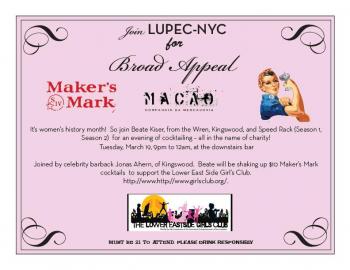 Join LUPEC-NYC
for
Broad Appeal
Maker's
SIV
Mark
MACAO
It's women's history month! So join Beate Kiser, from the Wren, Kingswood, and Speed Rack (Season 1,
Season 2) for an evening of cocktailing - all in the name of charity!
Tuesday, March 19, 9pm to 12am, at the downstairs bar
Joined by celebrity barback Jonas Ahern, of Kingswood. Beate will be shaking up $10 Maker's Mark
cocktails to support the Lower East Side Girl's Club.
http://www.http//www.girlsclub.org/.
THE LOWER EASTSIDE GIRLS CLUB
MUST BE 21 TO ATTEND. PLEASE DRINK RESPONSIBLY